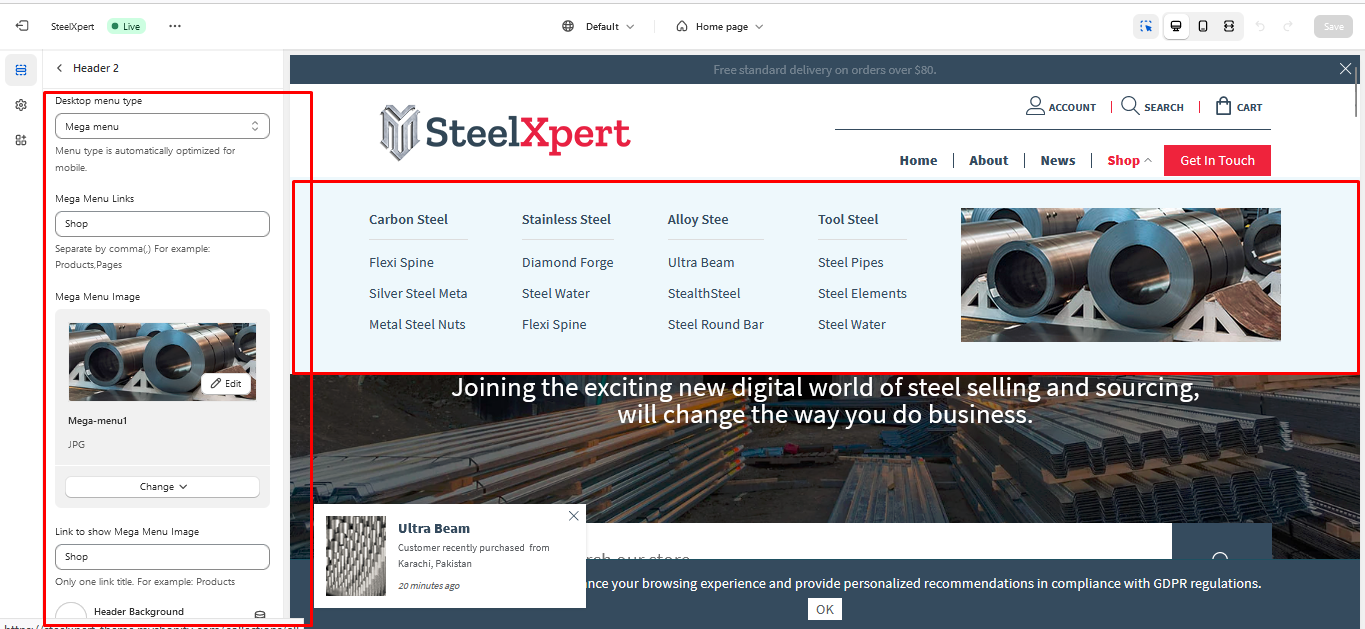 SteelXpert
Live
Default
Home page
Save
Header 2
Desktop menu type
Mega menu
Menu type is automatically optimized for
mobile.
Mega Menu Links
Shop
Separate by comma(,) For example:
Products,Pages
Mega Menu Image
Edit
Mega-menu1
JPG
Change
Link to show Mega Menu Image
Shop
Only one link title. For example: Products
Header Background
Free standard delivery on orders over $80.
SteelXpert
ACCOUNT
SEARCH
CART
Home
About
News
Shop
Get In Touch
Carbon Steel
Flexi Spine
Silver Steel Meta
Metal Steel Nuts
Stainless Steel
Diamond Forge
Steel Water
Flexi Spine
Alloy Stee
Ultra Beam
StealthSteel
Steel Round Bar
Tool Steel
Steel Pipes
Steel Elements
Steel Water
Joining the exciting new digital world of steel selling and sourcing,
will change the way you do business.
our store
Ultra Beam
Customer recently purchased from
Karachi, Pakistan
20 minutes ago
your browsing experience and provide personalized recommendations in compliance with GDPR regulations.
OK